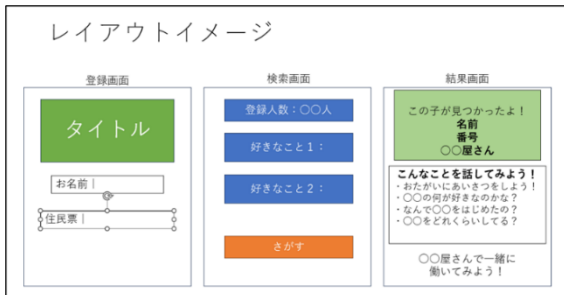 レイアウトイメージ
登録画面
タイトル
お名前|
住民票|
検索画面
登録人数：〇〇人
好きなこと１：
好きなこと２：
さがす
結果画面
この子が見つかったよ！
名前
番号
〇〇屋さん
こんなことを話してみよう！
・おたがいにあいさつをしよう！
・〇〇の何が好きなのかな？
・なんで〇〇をはじめたの？
・〇〇をどれくらいしてる？
〇〇屋さんで一緒に
働いてみよう！